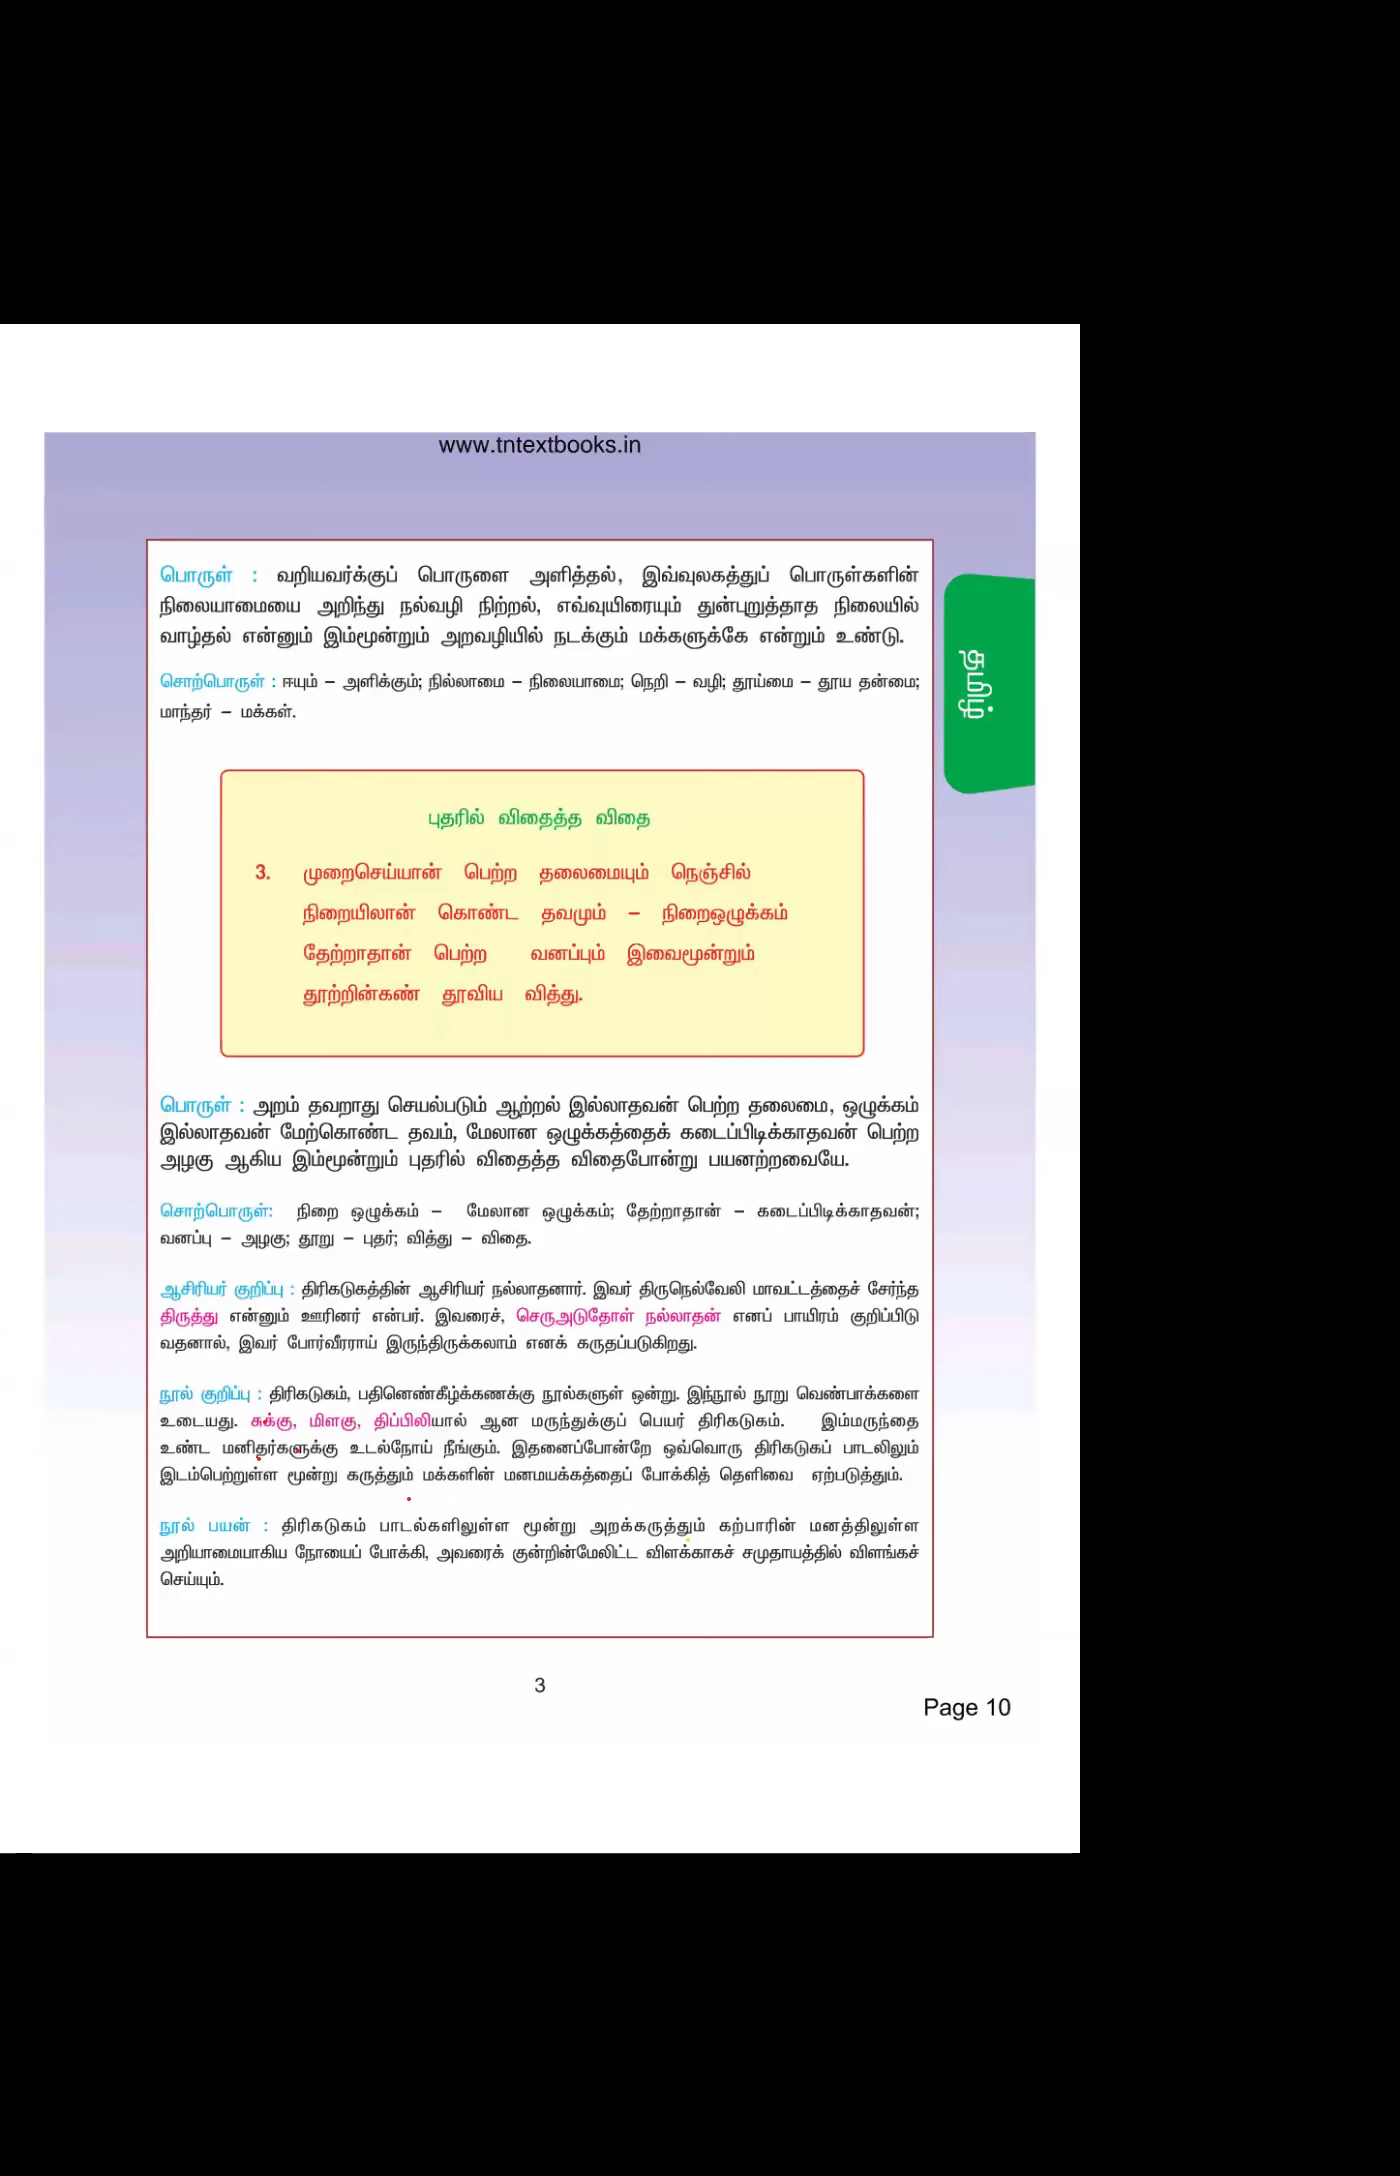 www.tntextbooks.in
பொருள் : வறியவர்க்குப் பொருளை அளித்தல், இவ்வுலகத்துப் பொருள்களின்
நிலையாமையை அறிந்து நல்வழி நிற்றல், எவ்வுயிரையும் துன்புறுத்தாத நிலையில்
வாழ்தல் என்னும் இம்மூன்றும் அறவழியில் நடக்கும் மக்களுக்கே என்றும் உண்டு.
சொற்பொருள் : ஈயும் – அளிக்கும்; நில்லாமை – நிலையாமை; நெறி – வழி; தூய்மை – தூய தன்மை;
மாந்தர் – மக்கள்.
தமிழ்
புதரில் விதைத்த விதை
3. முறைசெய்யான் பெற்ற தலைமையும் நெஞ்சில்
நிறையிலான் கொண்ட தவமும் – நிறைஒழுக்கம்
தேற்றாதான் பெற்ற வனப்பும் இவைமூன்றும்
தூற்றின்கண் தூவிய வித்து.
பொருள் : அறம் தவறாது செயல்படும் ஆற்றல் இல்லாதவன் பெற்ற தலைமை, ஒழுக்கம்
இல்லாதவன் மேற்கொண்ட தவம், மேலான ஒழுக்கத்தைக் கடைப்பிடிக்காதவன் பெற்ற
அழகு ஆகிய இம்மூன்றும் புதரில் விதைத்த விதைபோன்று பயனற்றவையே.
சொற்பொருள்: நிறை ஒழுக்கம் – மேலான ஒழுக்கம்; தேற்றாதான் – கடைப்பிடிக்காதவன்;
வனப்பு – அழகு; தூறு – புதர்; வித்து – விதை.
ஆசிரியர் குறிப்பு : திரிகடுகத்தின் ஆசிரியர் நல்லாதனார். இவர் திருநெல்வேலி மாவட்டத்தைச் சேர்ந்த
திருத்து என்னும் ஊரினர் என்பர். இவரைச், செருஅடுதோள் நல்லாதன் எனப் பாயிரம் குறிப்பிடு
வதனால், இவர் போர்வீரராய் இருந்திருக்கலாம் எனக் கருதப்படுகிறது.
நூல் குறிப்பு : திரிகடுகம், பதினெண்கீழ்க்கணக்கு நூல்களுள் ஒன்று. இந்நூல் நூறு வெண்பாக்களை
உடையது. சுக்கு, மிளகு, திப்பிலியால் ஆன மருந்துக்குப் பெயர் திரிகடுகம். இம்மருந்தை
உண்ட மனிதர்களுக்கு உடல்நோய் நீங்கும். இதனைப்போன்றே ஒவ்வொரு திரிகடுகப் பாடலிலும்
இடம்பெற்றுள்ள மூன்று கருத்தும் மக்களின் மனமயக்கத்தைப் போக்கித் தெளிவை ஏற்படுத்தும்.
நூல் பயன் : திரிகடுகம் பாடல்களிலுள்ள மூன்று அறக்கருத்தும் கற்பாரின் மனத்திலுள்ள
அறியாமையாகிய நோயைப் போக்கி, அவரைக் குன்றின்மேலிட்ட விளக்காகச் சமுதாயத்தில் விளங்கச்
செய்யும்.
3
Page 10